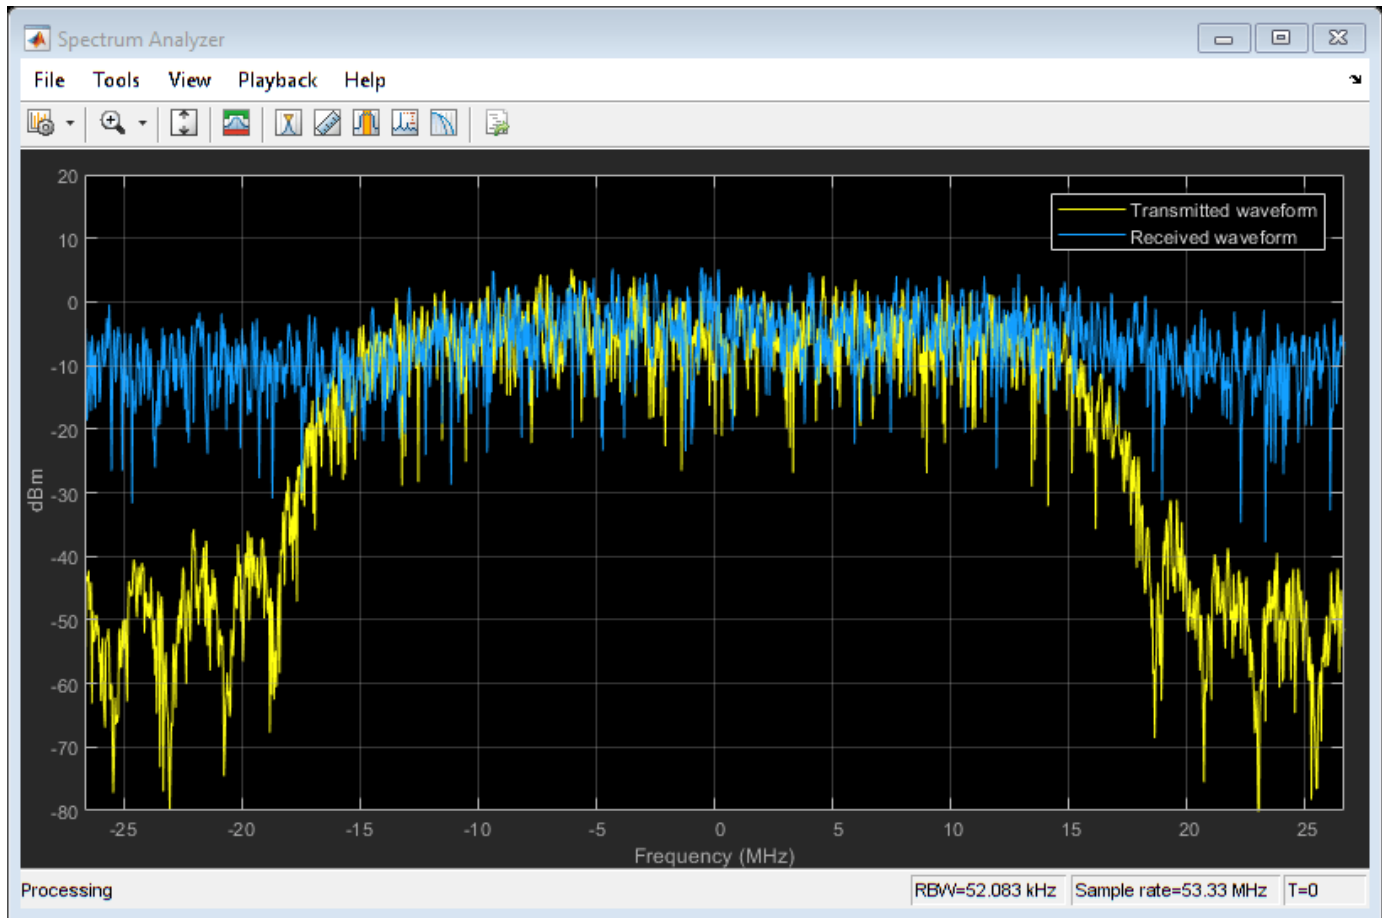 Spectrum Analyzer
File Tools View Playback Help
20
10
0
-10
-20
-30
-40
-50
-60
-70
-80
dBm
Transmitted waveform
Received waveform
-25 -20 -15 -10 -5 0 5 10 15 20 25
Frequency (MHz)
Processing RBW=52.083 kHz Sample rate=53.33 MHz T=0